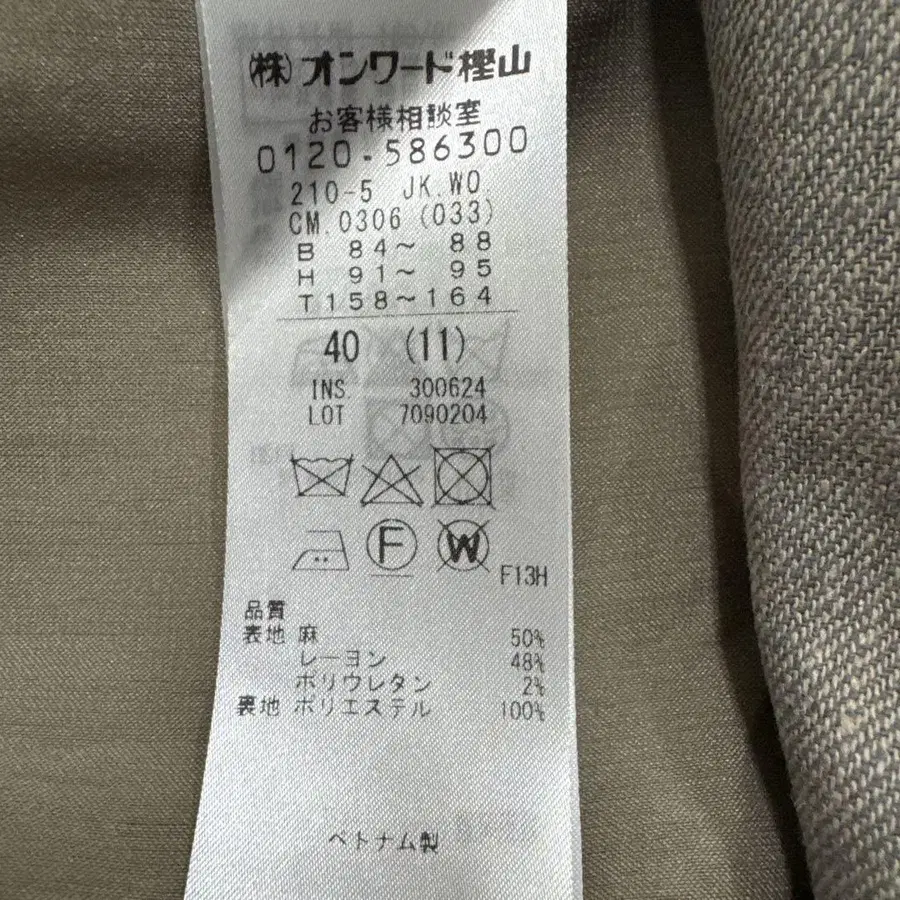 (株)オンワード樫山
お客様相談室
0120-586300
210-5 JK.WO.
CM.0306 (033)
B 84〜 88
H 91〜 95
T158〜164
40 (11)
INS. 300624
LOT 7090204
F W
F13H
品質
表地 麻 50%
レーヨン 48%
ポリウレタン 2%
裏地 ポリエステル 100%
ベトナム製